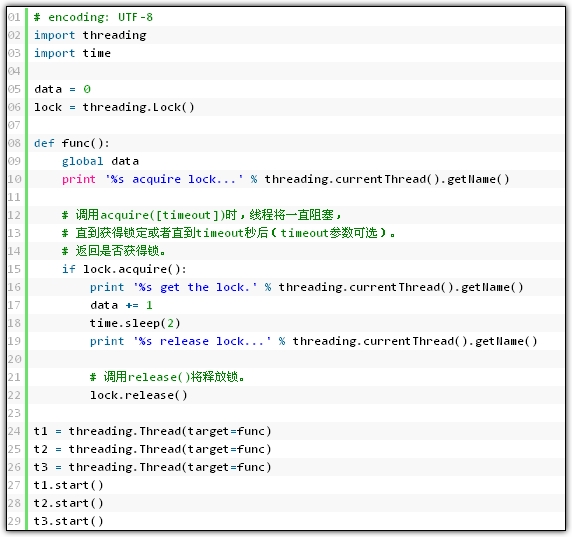 01 # encoding: UTF-8
02 import threading
03 import time
04
05 data = 0
06 lock = threading.Lock()
07
08 def func():
09     global data
10     print '%s acquire lock...' % threading.currentThread().getName()
11
12     # 调用acquire([timeout])时，线程将一直阻塞，
13     # 直到获得锁定或者直到timeout秒后（timeout参数可选）。
14     # 返回是否获得锁。
15     if lock.acquire():
16         print '%s get the lock.' % threading.currentThread().getName()
17         data += 1
18         time.sleep(2)
19         print '%s release lock...' % threading.currentThread().getName()
20
21         # 调用release()将释放锁。
22         lock.release()
23
24 t1 = threading.Thread(target=func)
25 t2 = threading.Thread(target=func)
26 t3 = threading.Thread(target=func)
27 t1.start()
28 t2.start()
29 t3.start()